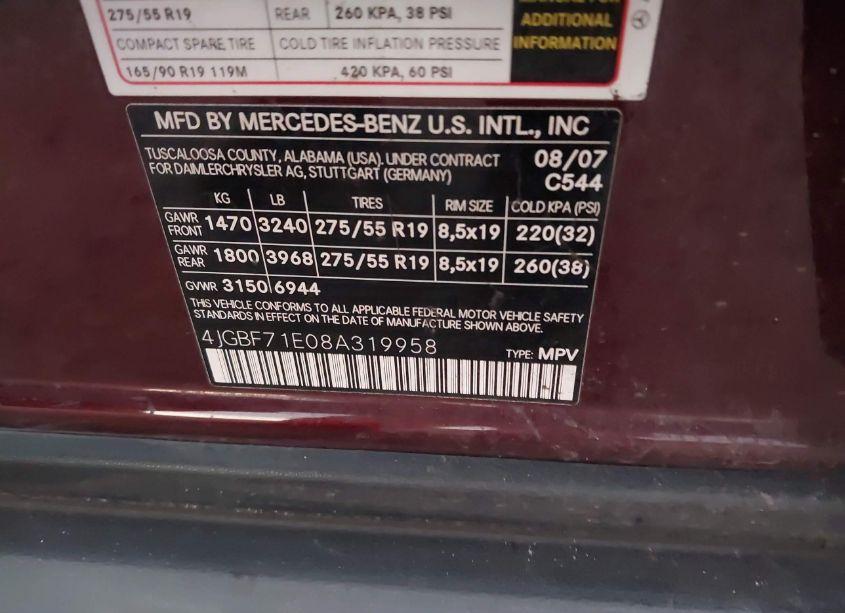 275/55 R19 REAR 260 KPA, 38 PSI
COMPACT SPARE TIRE COLD TIRE INFLATION PRESSURE
165/90 R19 119M 420 KPA, 60 PSI
ADDITIONAL
INFORMATION
MFD BY MERCEDES-BENZ U.S. INTL., INC
TUSCALOOSA COUNTY, ALABAMA (USA). UNDER CONTRACT 08/07
FOR DAIMLERCHRYSLER AG, STUTTGART (GERMANY) C544
KG LB TIRES RIM SIZE COLD KPA (PSI)
GAWR FRONT 1470 3240 275/55 R19 8,5x19 220(32)
GAWR REAR 1800 3968 275/55 R19 8,5x19 260(38)
GVWR 3150 6944
THIS VEHICLE CONFORMS TO ALL APPLICABLE FEDERAL MOTOR VEHICLE SAFETY
STANDARDS IN EFFECT ON THE DATE OF MANUFACTURE SHOWN ABOVE.
4JGBF71E08A319958 TYPE: MPV